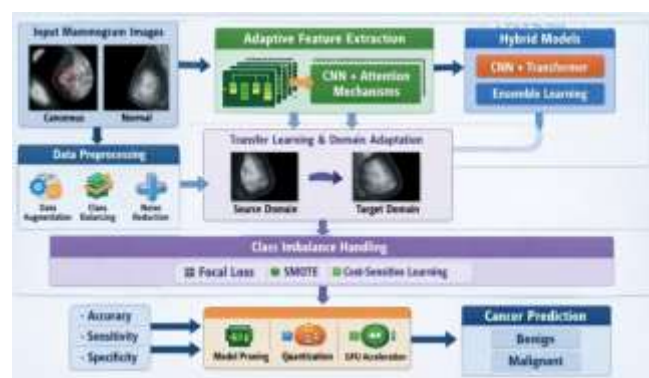 Input Mammogram Images
Cancerous
Normal
Adaptive Feature Extraction
CNN + Attention
Mechanisms
Hybrid Models
CNN + Transformer
Ensemble Learning
Data Preprocessing
Data
Augmentation
Class
Balancing
Noise
Reduction
Transfer Learning & Domain Adaptation
Source Domain
Target Domain
Class Imbalance Handling
Focal Loss
SMOTE
Cost-Sensitive Learning
- Accuracy
- Sensitivity
- Specificity
Model Pruning
Quantization
GPU Accelerator
Cancer Prediction
Benign
Malignant